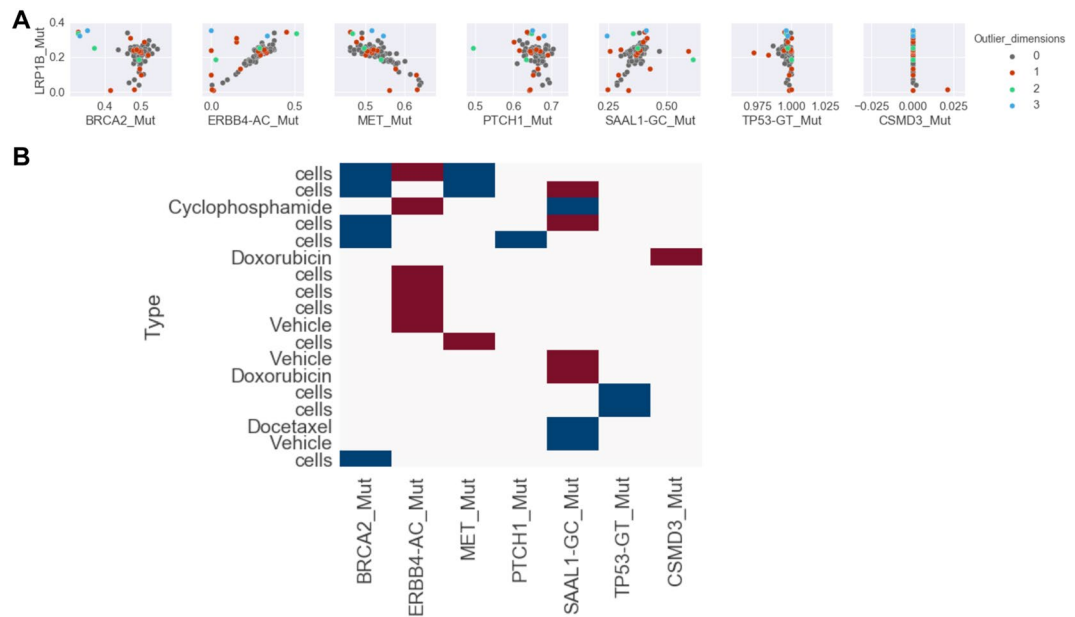 A
LRP1B_Mut
0.4
0.2
0.0
0.4 0.5
BRCA2_Mut
0.0 0.5
ERBB4-AC_Mut
0.5 0.6
MET_Mut
0.5 0.6 0.7
PTCH1_Mut
0.25 0.50
SAAL1-GC_Mut
0.975 1.000 1.025
TP53-GT_Mut
−0.025 0.000 0.025
CSMD3_Mut
Outlier_dimensions
0
1
2
3
B
Type
cells
cells
Cyclophosphamide
cells
cells
Doxorubicin
cells
cells
cells
Vehicle
cells
Vehicle
Doxorubicin
cells
cells
Docetaxel
Vehicle
cells
BRCA2_Mut
ERBB4-AC_Mut
MET_Mut
PTCH1_Mut
SAAL1-GC_Mut
TP53-GT_Mut
CSMD3_Mut